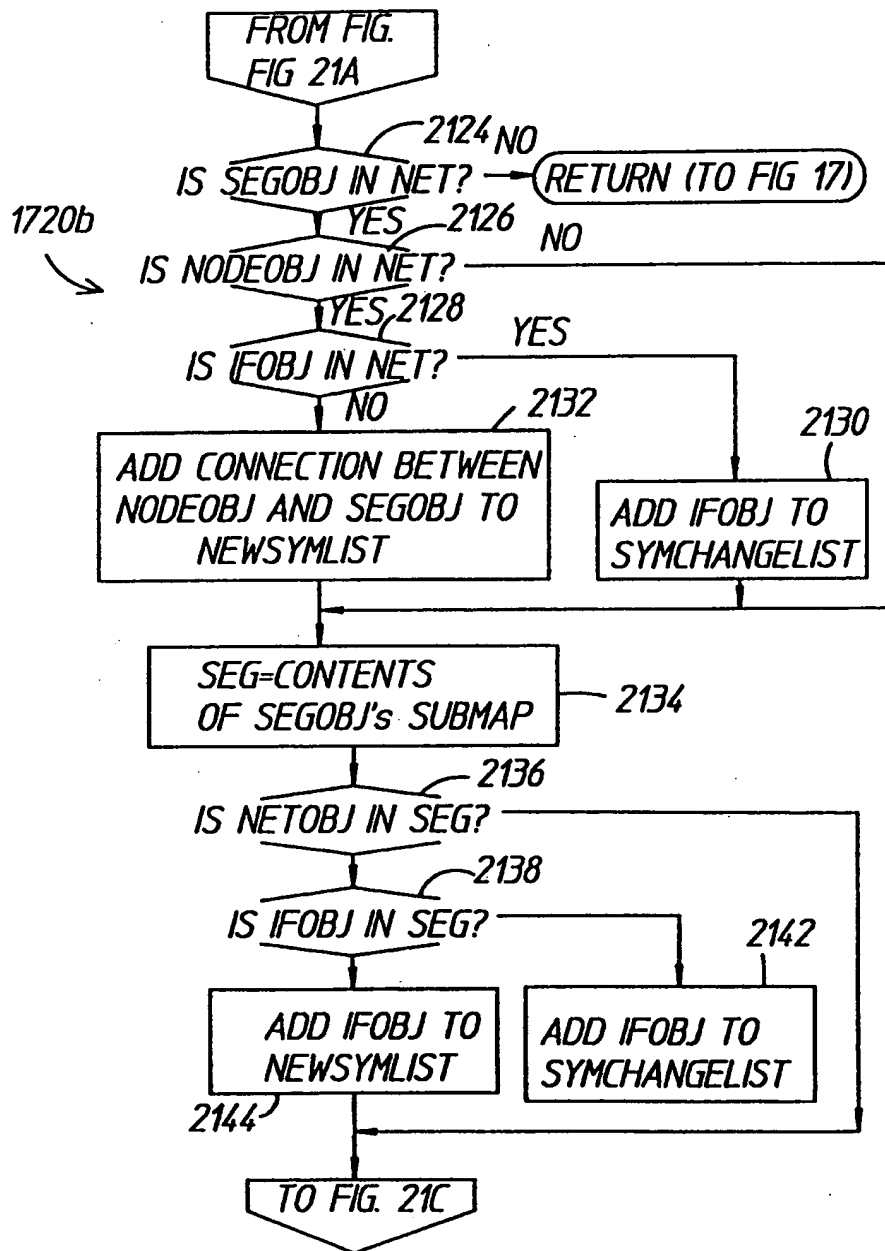 FROM FIG.
FIG 21A
2124
NO
IS SEGOBJ IN NET?
RETURN (TO FIG 17)
1720b
YES
2126
NO
IS NODEOBJ IN NET?
YES
2128
YES
IS IFOBJ IN NET?
NO
2132
2130
ADD CONNECTION BETWEEN
NODEOBJ AND SEGOBJ TO
NEWSYMLIST
ADD IFOBJ TO
SYMCHANGELIST
SEG=CONTENTS
OF SEGOBJ's SUBMAP
2134
2136
IS NETOBJ IN SEG?
2138
IS IFOBJ IN SEG?
2142
ADD IFOBJ TO
NEWSYMLIST
ADD IFOBJ TO
SYMCHANGELIST
2144
TO FIG. 21C